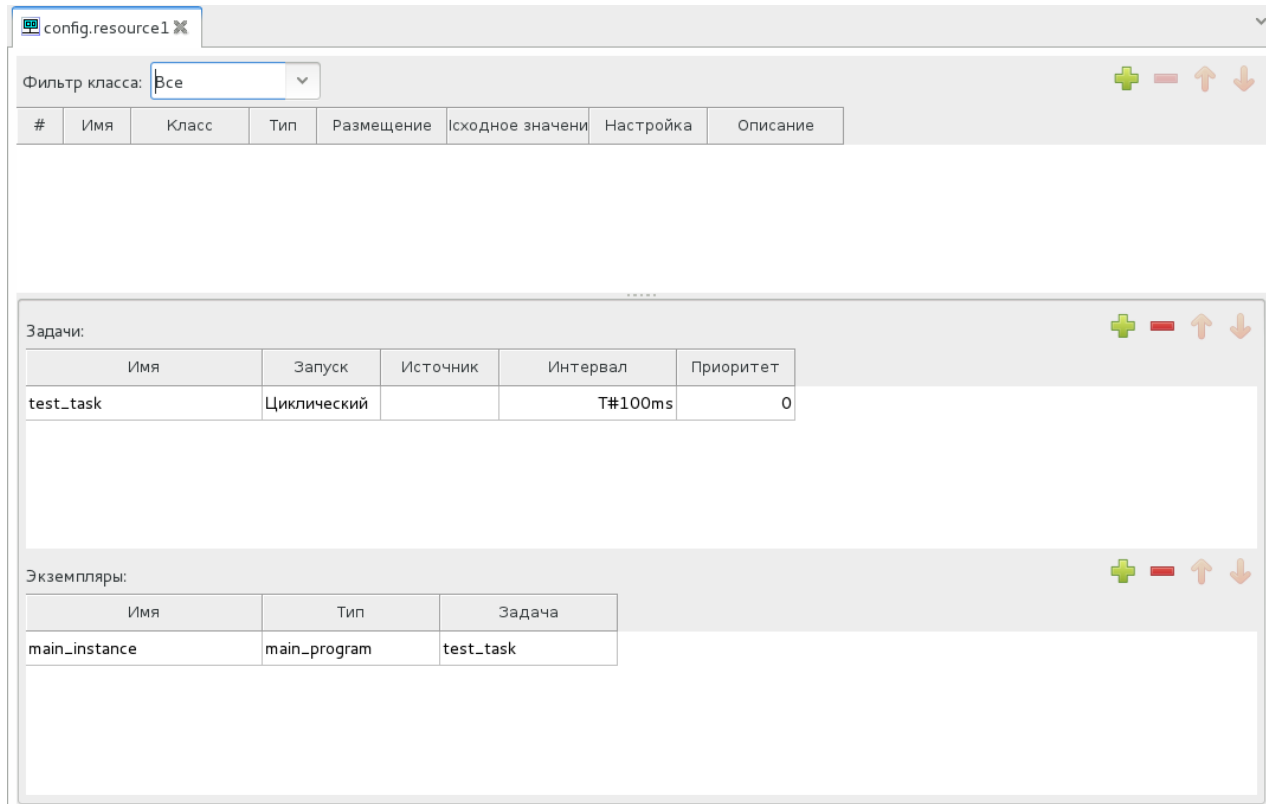 config.resource1
Фильтр класса: Все
# Имя Класс Тип Размещение Исходное значени Настройка Описание
Задачи:
Имя Запуск Источник Интервал Приоритет
test_task Циклический T#100ms 0
Экземпляры:
Имя Тип Задача
main_instance main_program test_task